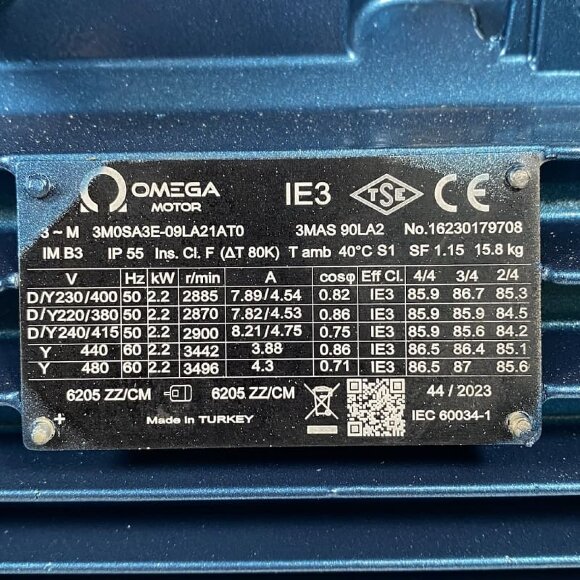 OMEGA MOTOR IE3 TSE CE
3 ~ M 3M0SA3E-09LA21AT0 3MAS 90LA2 No.16230179708
IM B3 IP 55 Ins. Cl. F (ΔT 80K) T amb 40°C S1 SF 1.15 15.8 kg
V Hz kW r/min A cosφ Eff Cl. 4/4 3/4 2/4
D/Y230/400 50 2.2 2885 7.89/4.54 0.82 IE3 85.9 86.7 85.3
D/Y220/380 50 2.2 2870 7.82/4.53 0.86 IE3 85.9 85.9 84.5
D/Y240/415 50 2.2 2900 8.21/4.75 0.75 IE3 85.9 85.6 84.2
Y 440 60 2.2 3442 3.88 0.86 IE3 86.5 86.4 85.1
Y 480 60 2.2 3496 4.3 0.71 IE3 86.5 87 85.6
6205 ZZ/CM 6205 ZZ/CM 44 / 2023
Made in TURKEY IEC 60034-1